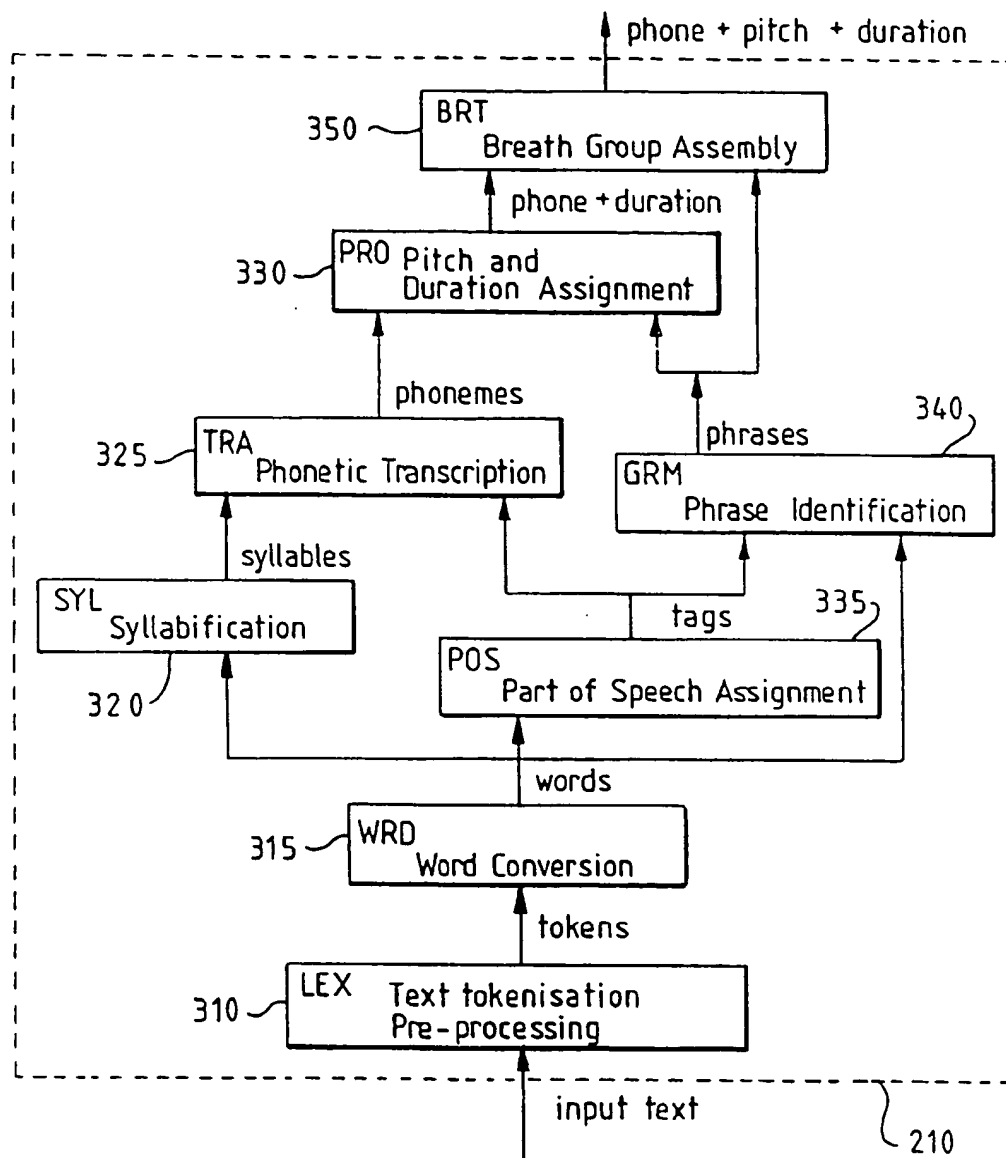 phone + pitch + duration
BRT
350
Breath Group Assembly
phone + duration
PRO Pitch and
330
Duration Assignment
phonemes
340
phrases
TRA
325
Phonetic Transcription
GRM
Phrase Identification
syllables
SYL
Syllabification
tags
335
320
POS
Part of Speech Assignment
words
315
WRD
Word Conversion
tokens
LEX Text tokenisation
310
Pre-processing
input text
210